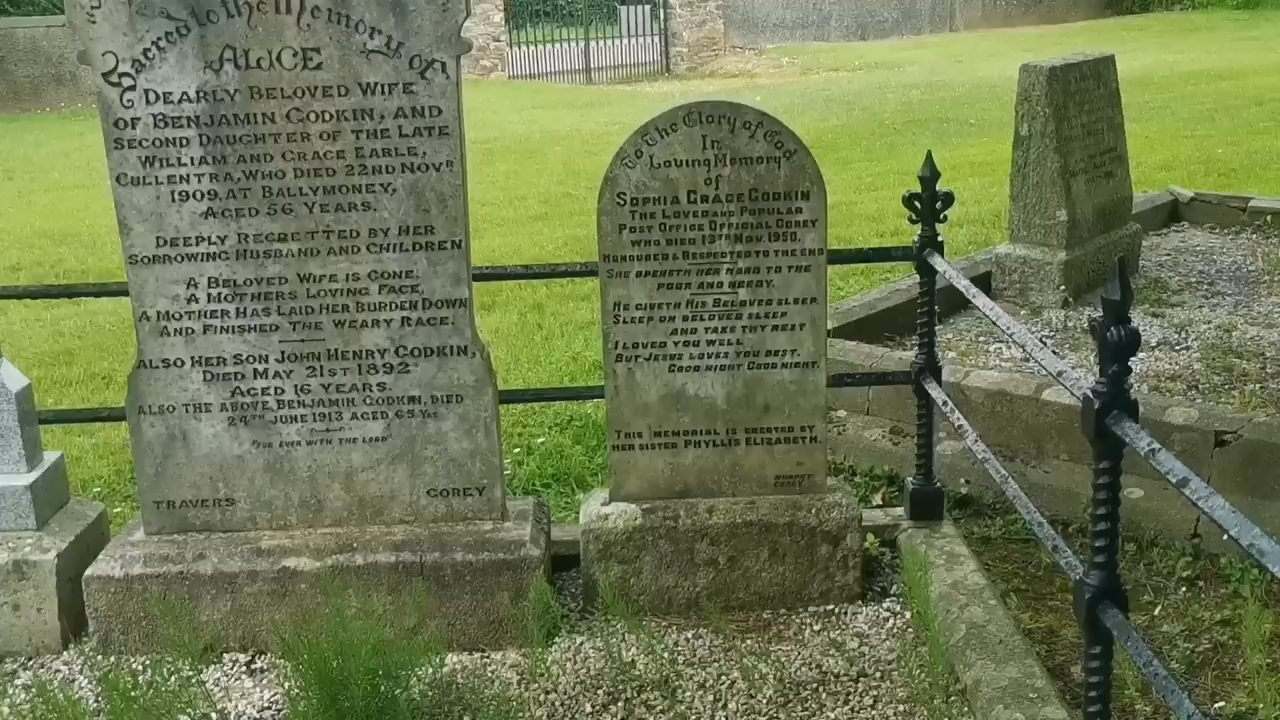 Sacred to the Memory of
ALICE
DEARLY BELOVED WIFE
OF BENJAMIN GODKIN, AND
SECOND DAUGHTER OF THE LATE
WILLIAM AND GRACE EARLE,
CULLENTRA, WHO DIED 22ND NOVR
1909, AT BALLYMONEY,
AGED 56 YEARS.
DEEPLY REGRETTED BY HER
SORROWING HUSBAND AND CHILDREN
A BELOVED WIFE IS GONE,
A MOTHERS LOVING FACE,
A MOTHER HAS LAID HER BURDEN DOWN
AND FINISHED THE WEARY RACE.
ALSO HER SON JOHN HENRY GODKIN,
DIED MAY 21ST 1892
AGED 16 YEARS.
ALSO THE ABOVE BENJAMIN GODKIN, DIED
24TH JUNE 1913 AGED 65 YRS
"FOR EVER WITH THE LORD"
TRAVERS GOREY
To The Glory of God
In
Loving Memory
of
SOPHIA GRACE GODKIN
THE LOVED AND POPULAR
POST OFFICE OFFICIAL GOREY
WHO DIED 13TH NOV. 1950.
HONOURED & RESPECTED TO THE END
SHE OPENETH HER HAND TO THE
POOR AND NEEDY.
HE GIVETH HIS BELOVED SLEEP.
SLEEP ON BELOVED SLEEP
AND TAKE THY REST
I LOVED YOU WELL
BUT JESUS LOVES YOU BEST.
GOOD NIGHT GOOD NIGHT.
THIS MEMORIAL IS ERECTED BY
HER SISTER PHYLLIS ELIZABETH.
MURPHY
GOREY